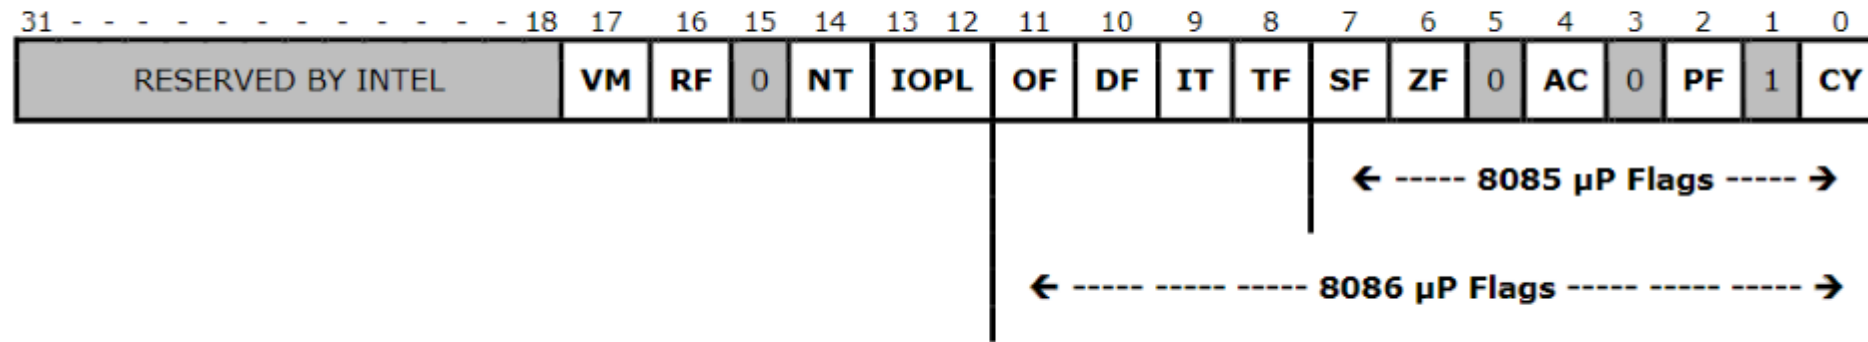 31 - - - - - - - - - - - - 18 17 16 15 14 13 12 11 10 9 8 7 6 5 4 3 2 1 0
RESERVED BY INTEL VM RF 0 NT IOPL OF DF IT TF SF ZF 0 AC 0 PF 1 CY
← ----- 8085 µP Flags ----- →
← ----- ----- ----- 8086 µP Flags ----- ----- ----- →